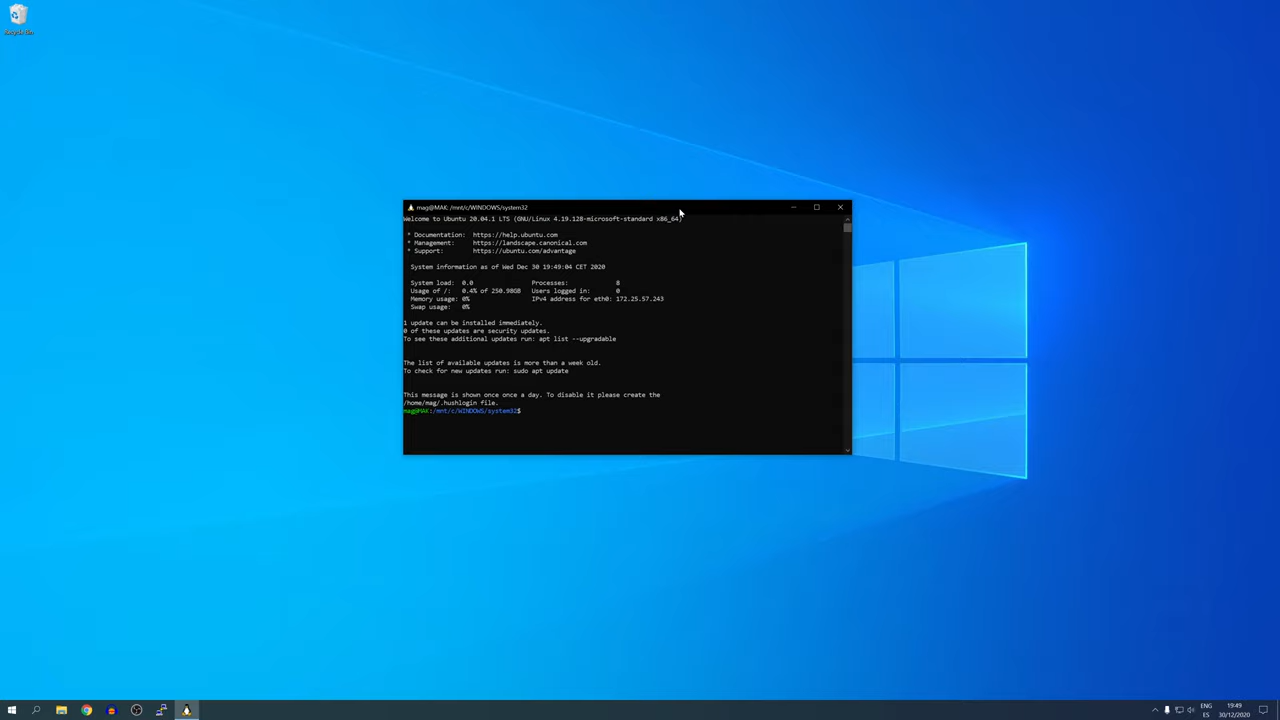 mag@MAK: /mnt/c/WINDOWS/system32
Welcome to Ubuntu 20.04.1 LTS (GNU/Linux 4.19.128-microsoft-standard x86_64)
* Documentation: https://help.ubuntu.com
* Management: https://landscape.canonical.com
* Support: https://ubuntu.com/advantage
System information as of Wed Dec 30 19:49:04 CET 2020
System load: 0.0 Processes: 8
Usage of /: 0.4% of 250.98GB Users logged in: 0
Memory usage: 0% IPv4 address for eth0: 172.25.57.243
Swap usage: 0%
1 update can be installed immediately.
0 of these updates are security updates.
To see these additional updates run: apt list --upgradable
The list of available updates is more than a week old.
To check for new updates run: sudo apt update
This message is shown once once a day. To disable it please create the
/home/mag/.hushlogin file.
mag@MAK:/mnt/c/WINDOWS/system32$
ENG
ES
19:49
30/12/2020